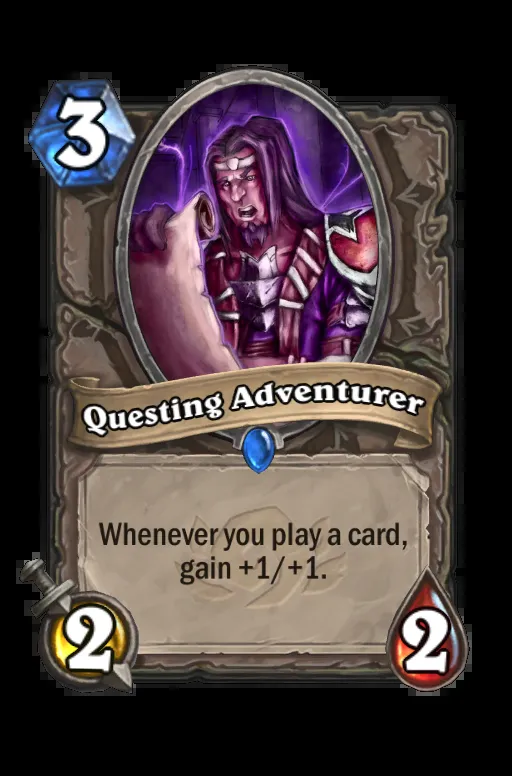 3
Questing Adventurer
Whenever you play a card,
gain +1/+1.
2
2